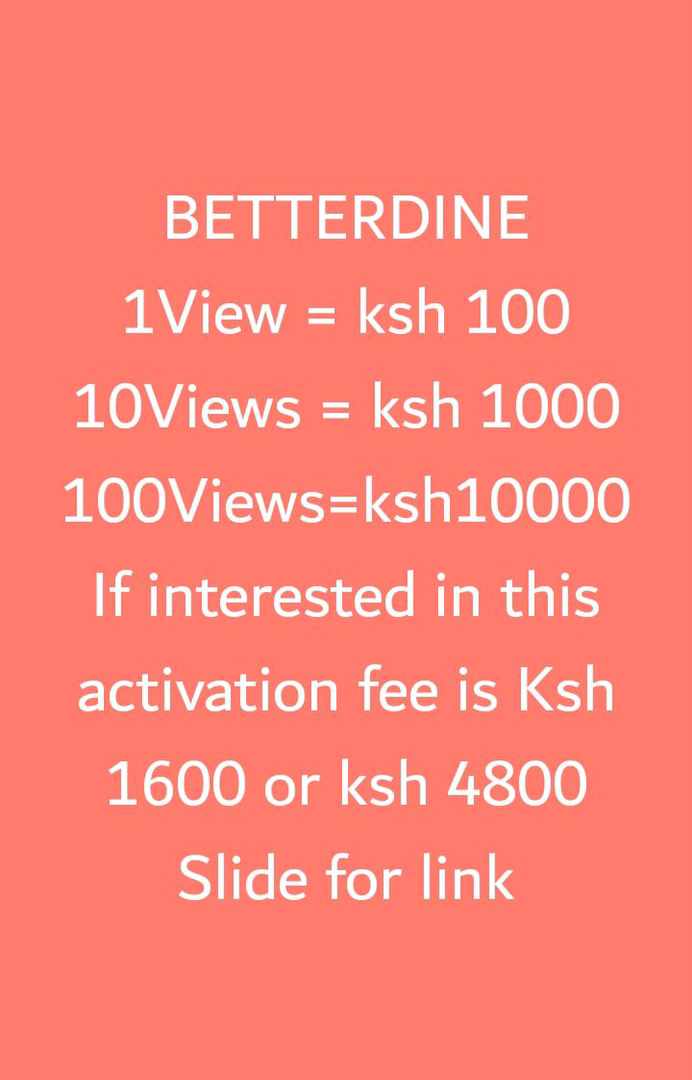 BETTERDINE
1View = ksh 100
10Views = ksh 1000
100Views=ksh10000
If interested in this
activation fee is Ksh
1600 or ksh 4800
Slide for link